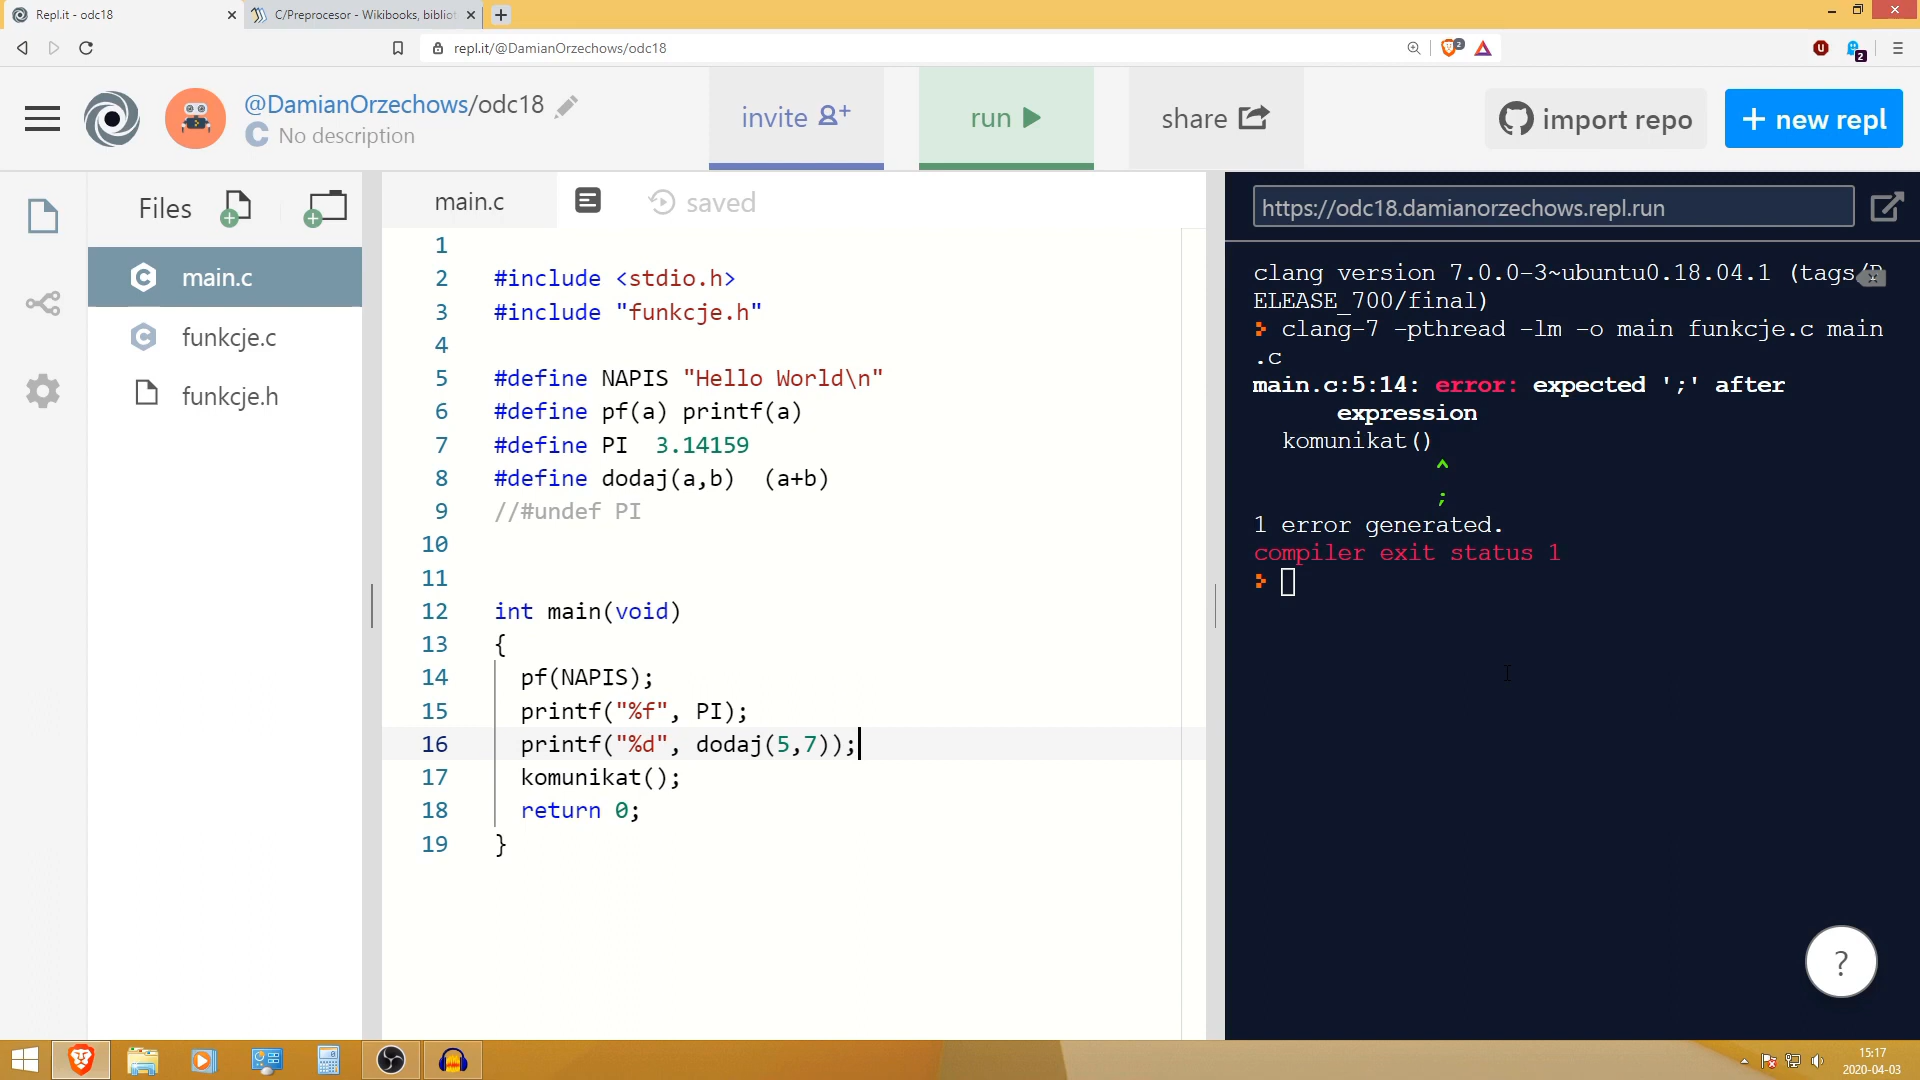 Repl.it - odc18
C/Preprocesor - Wikibooks, bibliot
repl.it/@DamianOrzechows/odc18
2
2
@DamianOrzechows/odc18
No description
invite
run
share
import repo
+ new repl
Files
main.c
funkcje.c
funkcje.h
main.c
saved
1
2 #include <stdio.h>
3 #include "funkcje.h"
4
5 #define NAPIS "Hello World\n"
6 #define pf(a) printf(a)
7 #define PI  3.14159
8 #define dodaj(a,b)  (a+b)
9 //#undef PI
10
11
12 int main(void)
13 {
14   pf(NAPIS);
15   printf("%f", PI);
16   printf("%d", dodaj(5,7));
17   komunikat();
18   return 0;
19 }
https://odc18.damianorzechows.repl.run
clang version 7.0.0-3~ubuntu0.18.04.1 (tags/R
ELEASE_700/final)
clang-7 -pthread -lm -o main funkcje.c main
.c
main.c:5:14: error: expected ';' after
expression
komunikat()
^
;
1 error generated.
compiler exit status 1
?
15:17
2020-04-03